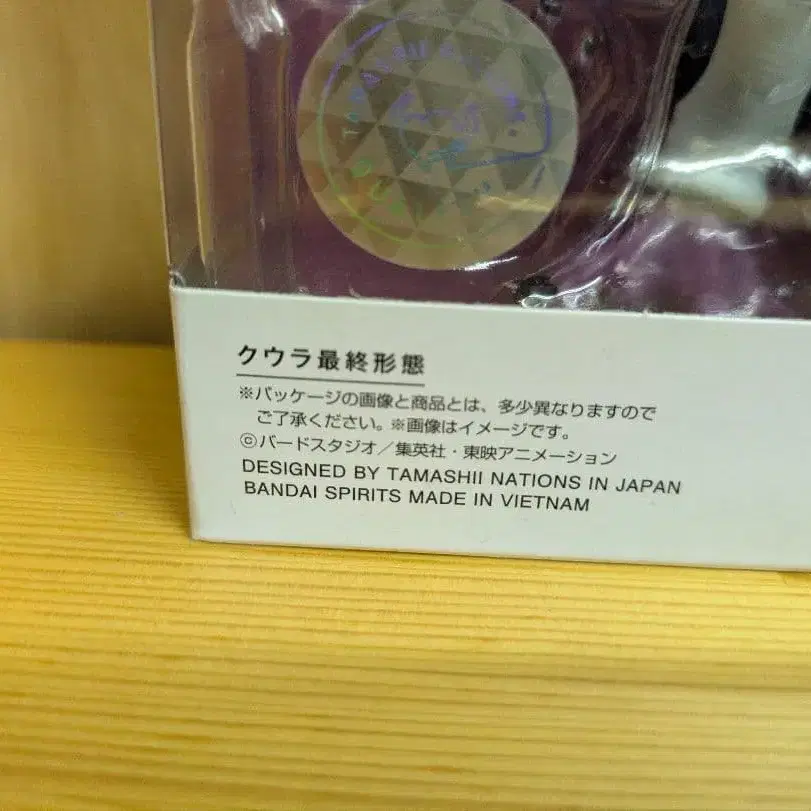 クウラ最終形態
※パッケージの画像と商品とは、多少異なりますので
ご了承ください。※画像はイメージです。
©バードスタジオ／集英社・東映アニメーション
DESIGNED BY TAMASHII NATIONS IN JAPAN
BANDAI SPIRITS MADE IN VIETNAM